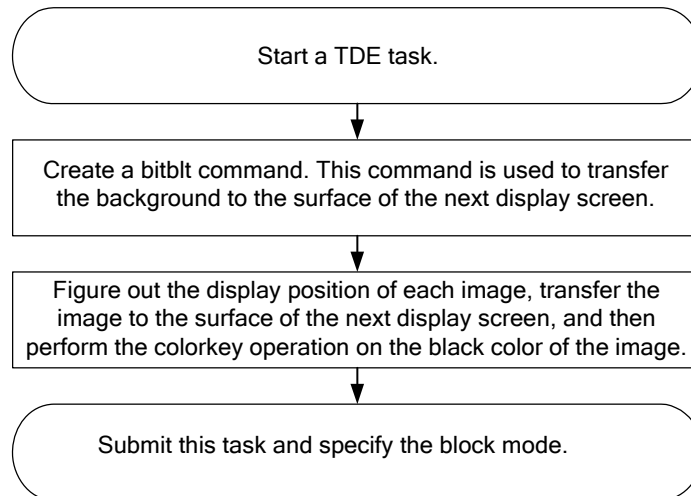 Start a TDE task.
Create a bitblt command. This command is used to transfer
the background to the surface of the next display screen.
Figure out the display position of each image, transfer the
image to the surface of the next display screen, and then
perform the colorkey operation on the black color of the image.
Submit this task and specify the block mode.